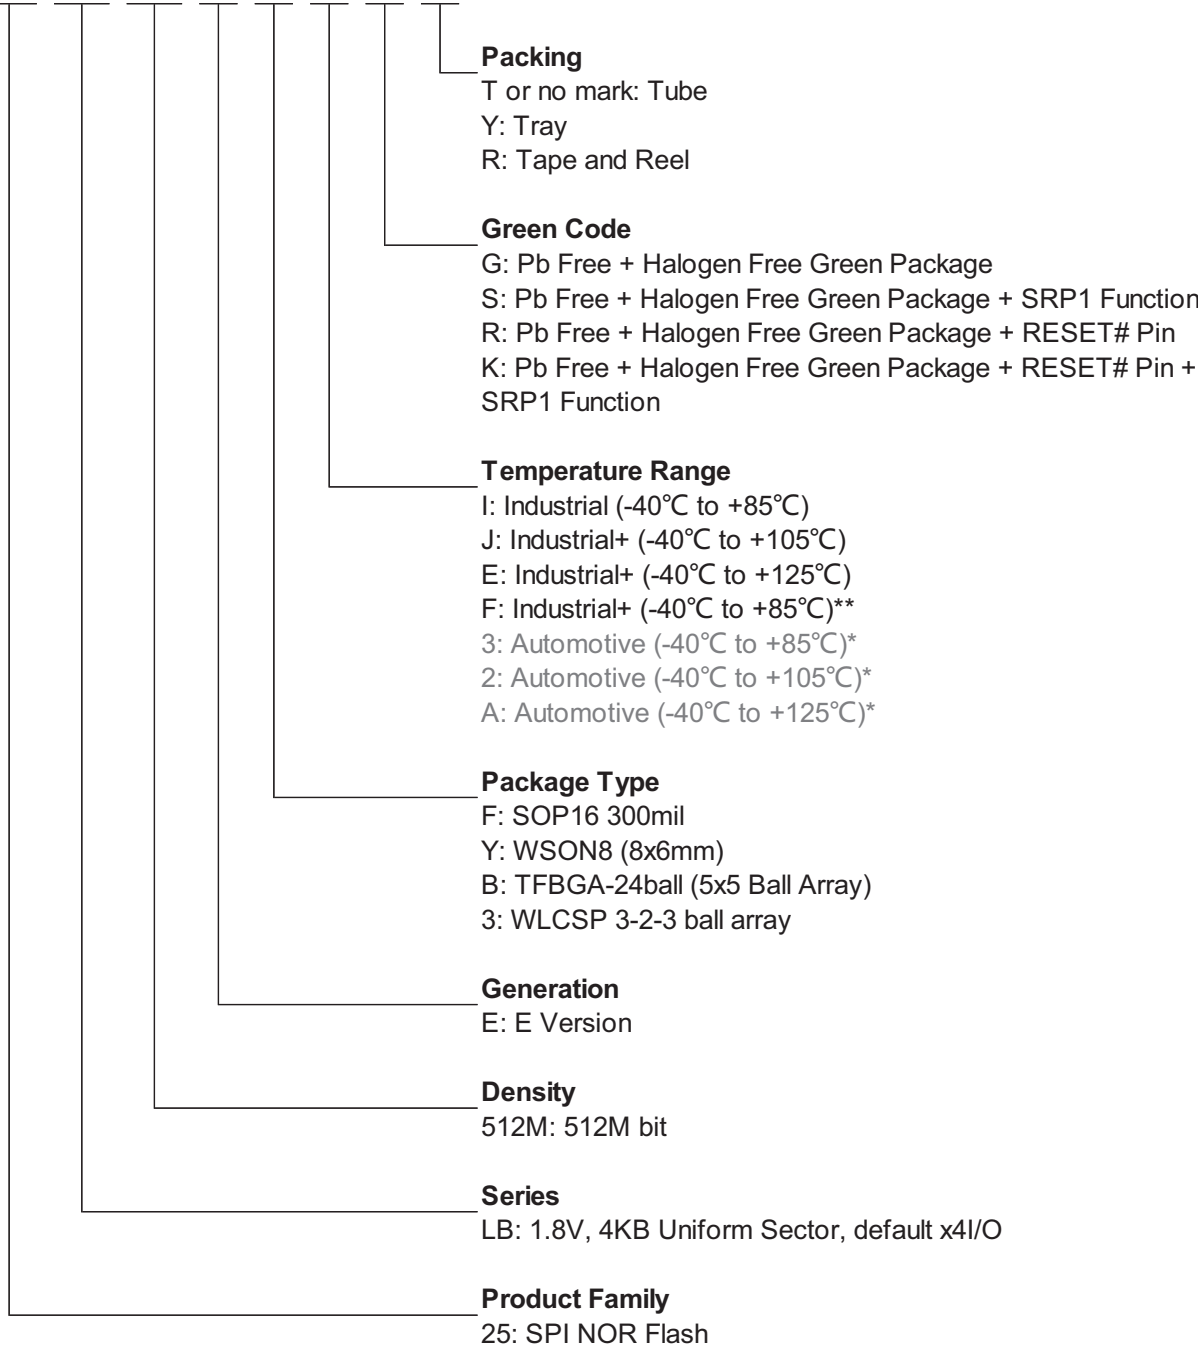 Packing
T or no mark: Tube
Y: Tray
R: Tape and Reel
Green Code
G: Pb Free + Halogen Free Green Package
S: Pb Free + Halogen Free Green Package + SRP1 Function
R: Pb Free + Halogen Free Green Package + RESET# Pin
K: Pb Free + Halogen Free Green Package + RESET# Pin +
SRP1 Function
Temperature Range
I: Industrial (-40℃ to +85℃)
J: Industrial+ (-40℃ to +105℃)
E: Industrial+ (-40℃ to +125℃)
F: Industrial+ (-40℃ to +85℃)**
3: Automotive (-40℃ to +85℃)*
2: Automotive (-40℃ to +105℃)*
A: Automotive (-40℃ to +125℃)*
Package Type
F: SOP16 300mil
Y: WSON8 (8x6mm)
B: TFBGA-24ball (5x5 Ball Array)
3: WLCSP 3-2-3 ball array
Generation
E: E Version
Density
512M: 512M bit
Series
LB: 1.8V, 4KB Uniform Sector, default x4I/O
Product Family
25: SPI NOR Flash